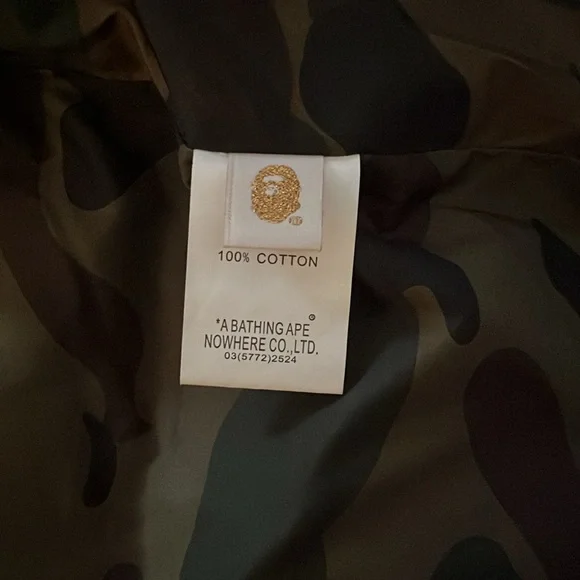 100% COTTON
*A BATHING APE
NOWHERE CO.,LTD.
03(5772)2524